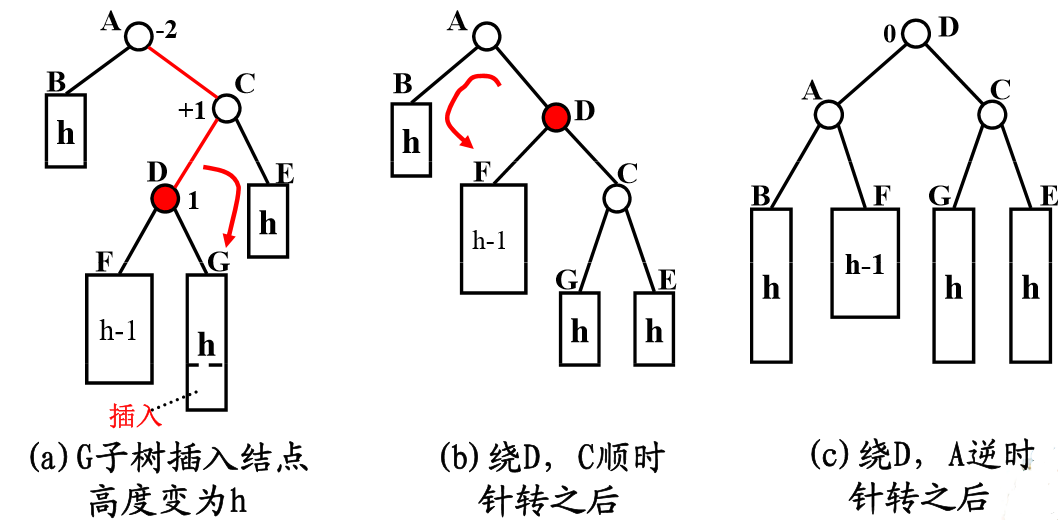 A
-2
B
C
+1
h
D
E
1
h
F
G
h-1
h
插入
(a)G子树插入结点
高度变为h
A
B
D
h
F
C
h-1
G
E
h
h
(b)绕D，C顺时
针转之后
0
D
A
C
B
F
G
E
h
h-1
h
h
(c)绕D，A逆时
针转之后